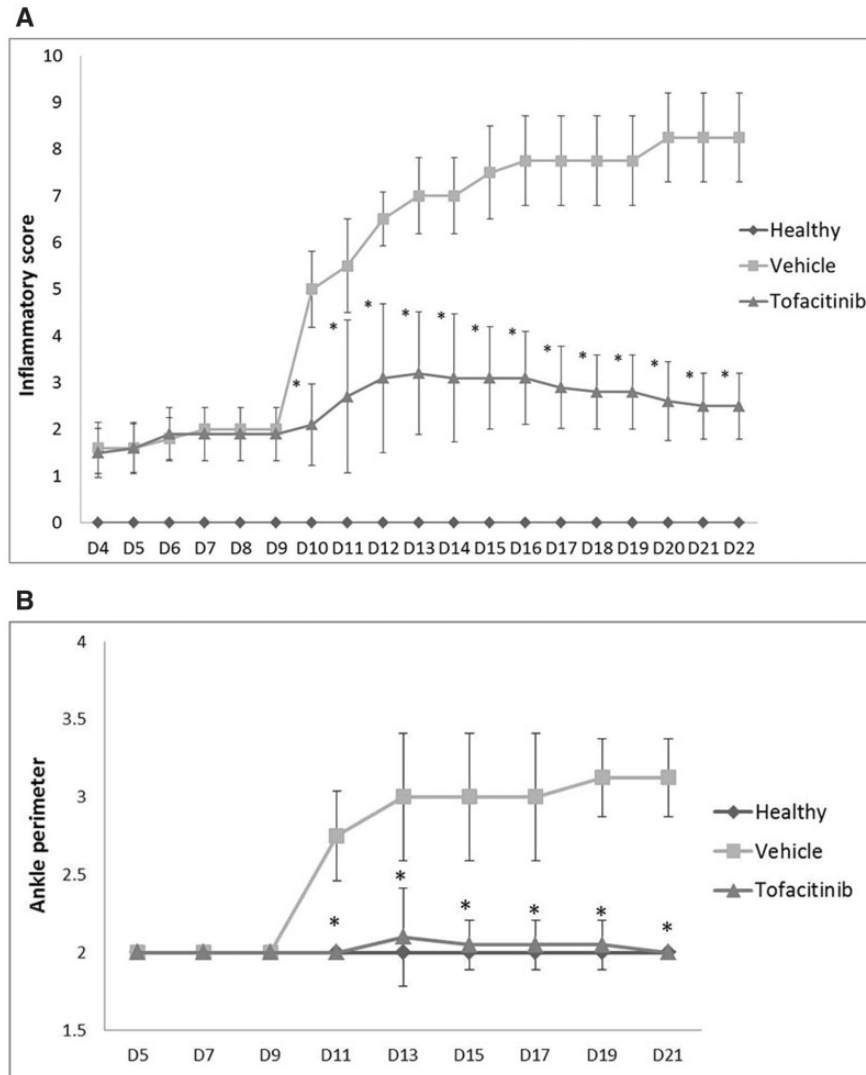 A
Inflammatory score
10
9
8
7
6
5
4
3
2
1
0
* * * * * * * * * * * * *
D4 D5 D6 D7 D8 D9 D10 D11 D12 D13 D14 D15 D16 D17 D18 D19 D20 D21 D22
Healthy
Vehicle
Tofacitinib
B
Ankle perimeter
4
3.5
3
2.5
2
1.5
* * * * * *
D5 D7 D9 D11 D13 D15 D17 D19 D21
Healthy
Vehicle
Tofacitinib